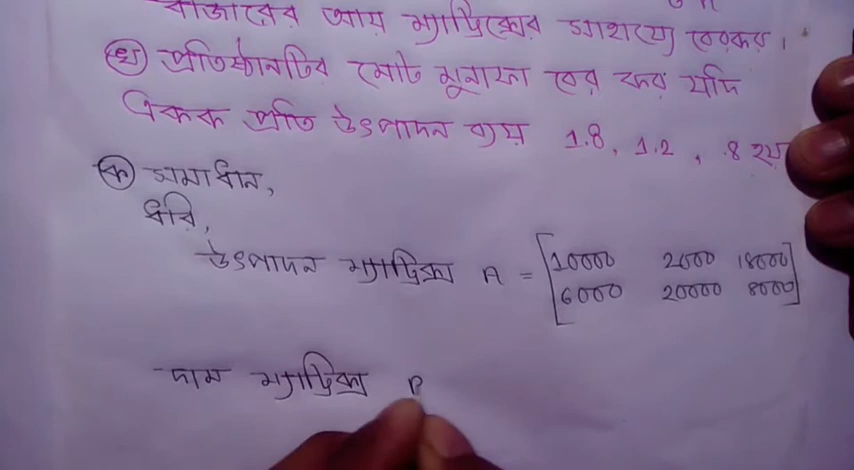 বাজারের আয় ম্যাট্রিক্সের সাহায্যে বেরকর।
(খ) প্রতিষ্ঠানটির মোট মুনাফা বের কর যদি
একক প্রতি উৎপাদন ব্যয় 1.8, 1.2, .8 হয়
(ক) সমাধান,
ধরি,
উৎপাদন ম্যাট্রিক্স A = [10000 2000 18000
6000 20000 8000]
দাম ম্যাট্রিক্স P